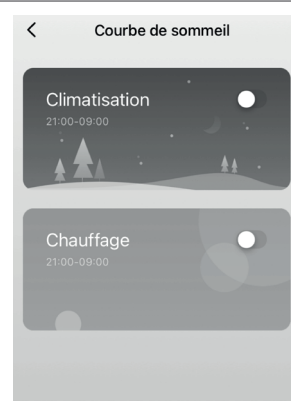 Courbe de sommeil
Climatisation
21:00-09:00
Chauffage
21:00-09:00